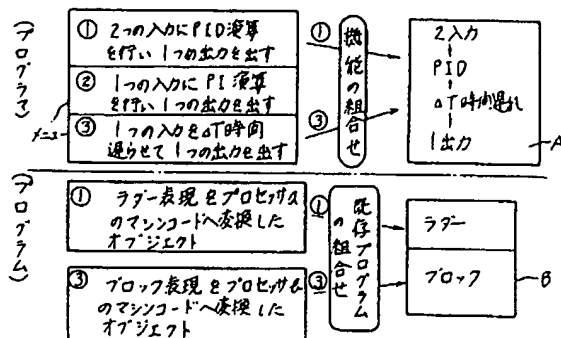 (プログラマ)
① 2つの入力にPID演算
を行い 1つの出力を出す
② 1つの入力に PI 演算
を行い 1つの出力を出す
③ 1つの入力をΔT時間
遅らせて 1つの出力を出す
メニュー
①
③
機能の組合せ
2入力
PID
ΔT時間遅れ
1出力
A
(プログラム)
① ラダー表現をプロセッサの
マシンコードへ変換した
オブジェクト
③ ブロック表現をプロセッサ
のマシンコードへ変換した
オブジェクト
①
③
既存プログラム
の組合せ
ラダー
ブロック
B